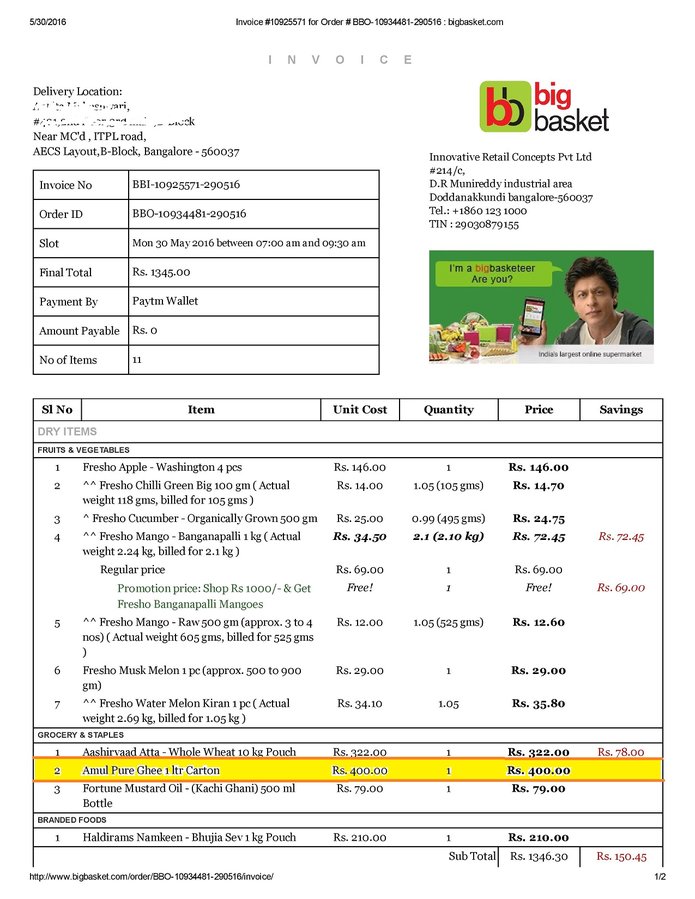 5/30/2016 Invoice #10925571 for Order # BBO-10934481-290516 : bigbasket.com
I N V O I C E
Delivery Location:
Near MC'd , ITPL road,
AECS Layout,B-Block, Bangalore - 560037
bb big basket
Innovative Retail Concepts Pvt Ltd
#214/c,
D.R Munireddy industrial area
Doddanakkundi bangalore-560037
Tel.: +1860 123 1000
TIN : 29030879155
Invoice No BBI-10925571-290516
Order ID BBO-10934481-290516
Slot Mon 30 May 2016 between 07:00 am and 09:30 am
Final Total Rs. 1345.00
Payment By Paytm Wallet
Amount Payable Rs. 0
No of Items 11
I'm a bigbasketeer
Are you?
India's largest online supermarket
Sl No Item Unit Cost Quantity Price Savings
DRY ITEMS
FRUITS & VEGETABLES
1 Fresho Apple - Washington 4 pcs Rs. 146.00 1 Rs. 146.00
2 ^^ Fresho Chilli Green Big 100 gm ( Actual Rs. 14.00 1.05 (105 gms) Rs. 14.70
weight 118 gms, billed for 105 gms )
3 ^ Fresho Cucumber - Organically Grown 500 gm Rs. 25.00 0.99 (495 gms) Rs. 24.75
4 ^^ Fresho Mango - Banganapalli 1 kg ( Actual Rs. 34.50 2.1 (2.10 kg) Rs. 72.45 Rs. 72.45
weight 2.24 kg, billed for 2.1 kg )
Regular price Rs. 69.00 1 Rs. 69.00
Promotion price: Shop Rs 1000/- & Get Free! 1 Free! Rs. 69.00
Fresho Banganapalli Mangoes
5 ^^ Fresho Mango - Raw 500 gm (approx. 3 to 4 Rs. 12.00 1.05 (525 gms) Rs. 12.60
nos) ( Actual weight 605 gms, billed for 525 gms
)
6 Fresho Musk Melon 1 pc (approx. 500 to 900 Rs. 29.00 1 Rs. 29.00
gm)
7 ^^ Fresho Water Melon Kiran 1 pc ( Actual Rs. 34.10 1.05 Rs. 35.80
weight 2.69 kg, billed for 1.05 kg )
GROCERY & STAPLES
1 Aashirvaad Atta - Whole Wheat 10 kg Pouch Rs. 322.00 1 Rs. 322.00 Rs. 78.00
2 Amul Pure Ghee 1 ltr Carton Rs. 400.00 1 Rs. 400.00
3 Fortune Mustard Oil - (Kachi Ghani) 500 ml Rs. 79.00 1 Rs. 79.00
Bottle
BRANDED FOODS
1 Haldirams Namkeen - Bhujia Sev 1 kg Pouch Rs. 210.00 1 Rs. 210.00
Sub Total Rs. 1346.30 Rs. 150.45
http://www.bigbasket.com/order/BBO-10934481-290516/invoice/ 1/2